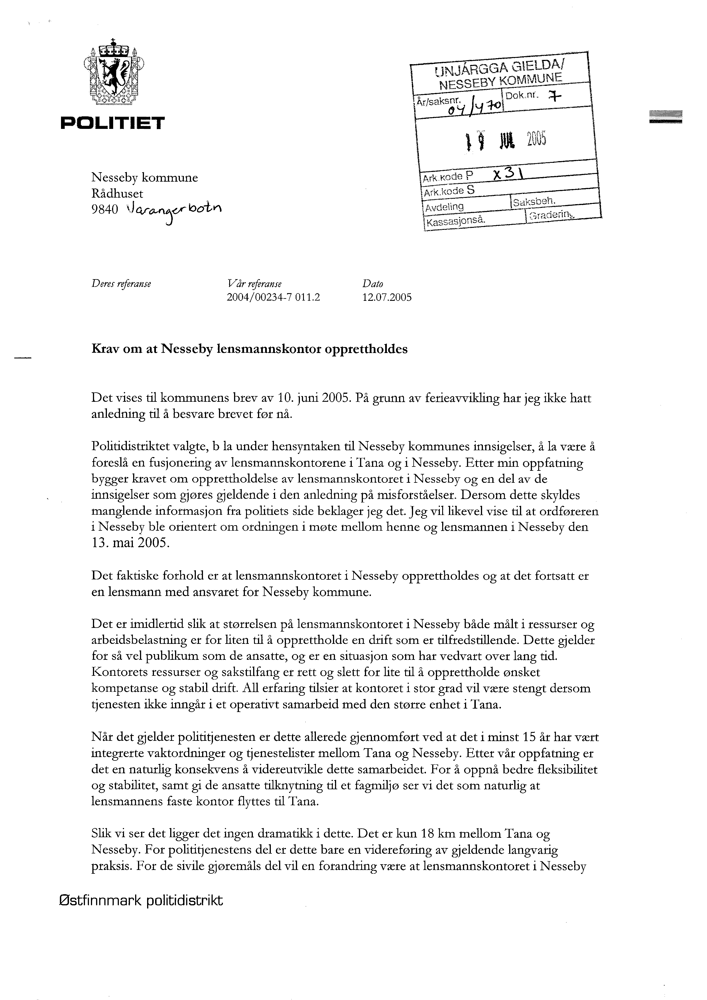 POLITIET
UNJÁRGGA GIELDA/
NESSEBY KOMMUNE
År/saksnr. 04/470 Dok.nr. 7
19 JUL 2005
Ark.kode P X31
Ark.kode S
Avdeling Saksbeh.
Kassasjonså. Gradering
Nesseby kommune
Rådhuset
9840 Varangerbotn
Deres referanse Vår referanse Dato
2004/00234-7 011.2 12.07.2005
Krav om at Nesseby lensmannskontor opprettholdes
Det vises til kommunens brev av 10. juni 2005. På grunn av ferieavvikling har jeg ikke hatt
anledning til å besvare brevet før nå.
Politidistriktet valgte, b la under hensyntaken til Nesseby kommunes innsigelser, å la være å
foreslå en fusjonering av lensmannskontorene i Tana og i Nesseby. Etter min oppfatning
bygger kravet om opprettholdelse av lensmannskontoret i Nesseby og en del av de
innsigelser som gjøres gjeldende i den anledning på misforståelser. Dersom dette skyldes
manglende informasjon fra politiets side beklager jeg det. Jeg vil likevel vise til at ordføreren
i Nesseby ble orientert om ordningen i møte mellom henne og lensmannen i Nesseby den
13. mai 2005.
Det faktiske forhold er at lensmannskontoret i Nesseby opprettholdes og at det fortsatt er
en lensmann med ansvaret for Nesseby kommune.
Det er imidlertid slik at størrelsen på lensmannskontoret i Nesseby både målt i ressurser og
arbeidsbelastning er for liten til å opprettholde en drift som er tilfredstillende. Dette gjelder
for så vel publikum som de ansatte, og er en situasjon som har vedvart over lang tid.
Kontorets ressurser og sakstilfang er rett og slett for lite til å opprettholde ønsket
kompetanse og stabil drift. All erfaring tilsier at kontoret i stor grad vil være stengt dersom
tjenesten ikke inngår i et operativt samarbeid med den større enhet i Tana.
Når det gjelder polititjenesten er dette allerede gjennomført ved at det i minst 15 år har vært
integrerte vaktordninger og tjenestelister mellom Tana og Nesseby. Etter vår oppfatning er
det en naturlig konsekvens å videreutvikle dette samarbeidet. For å oppnå bedre fleksibilitet
og stabilitet, samt gi de ansatte tilknytning til et fagmiljø ser vi det som naturlig at
lensmannens faste kontor flyttes til Tana.
Slik vi ser det ligger det ingen dramatikk i dette. Det er kun 18 km mellom Tana og
Nesseby. For polititjenestens del er dette bare en videreføring av gjeldende langvarig
praksis. For de sivile gjøremåls del vil en forandring være at lensmannskontoret i Nesseby
Østfinnmark politidistrikt